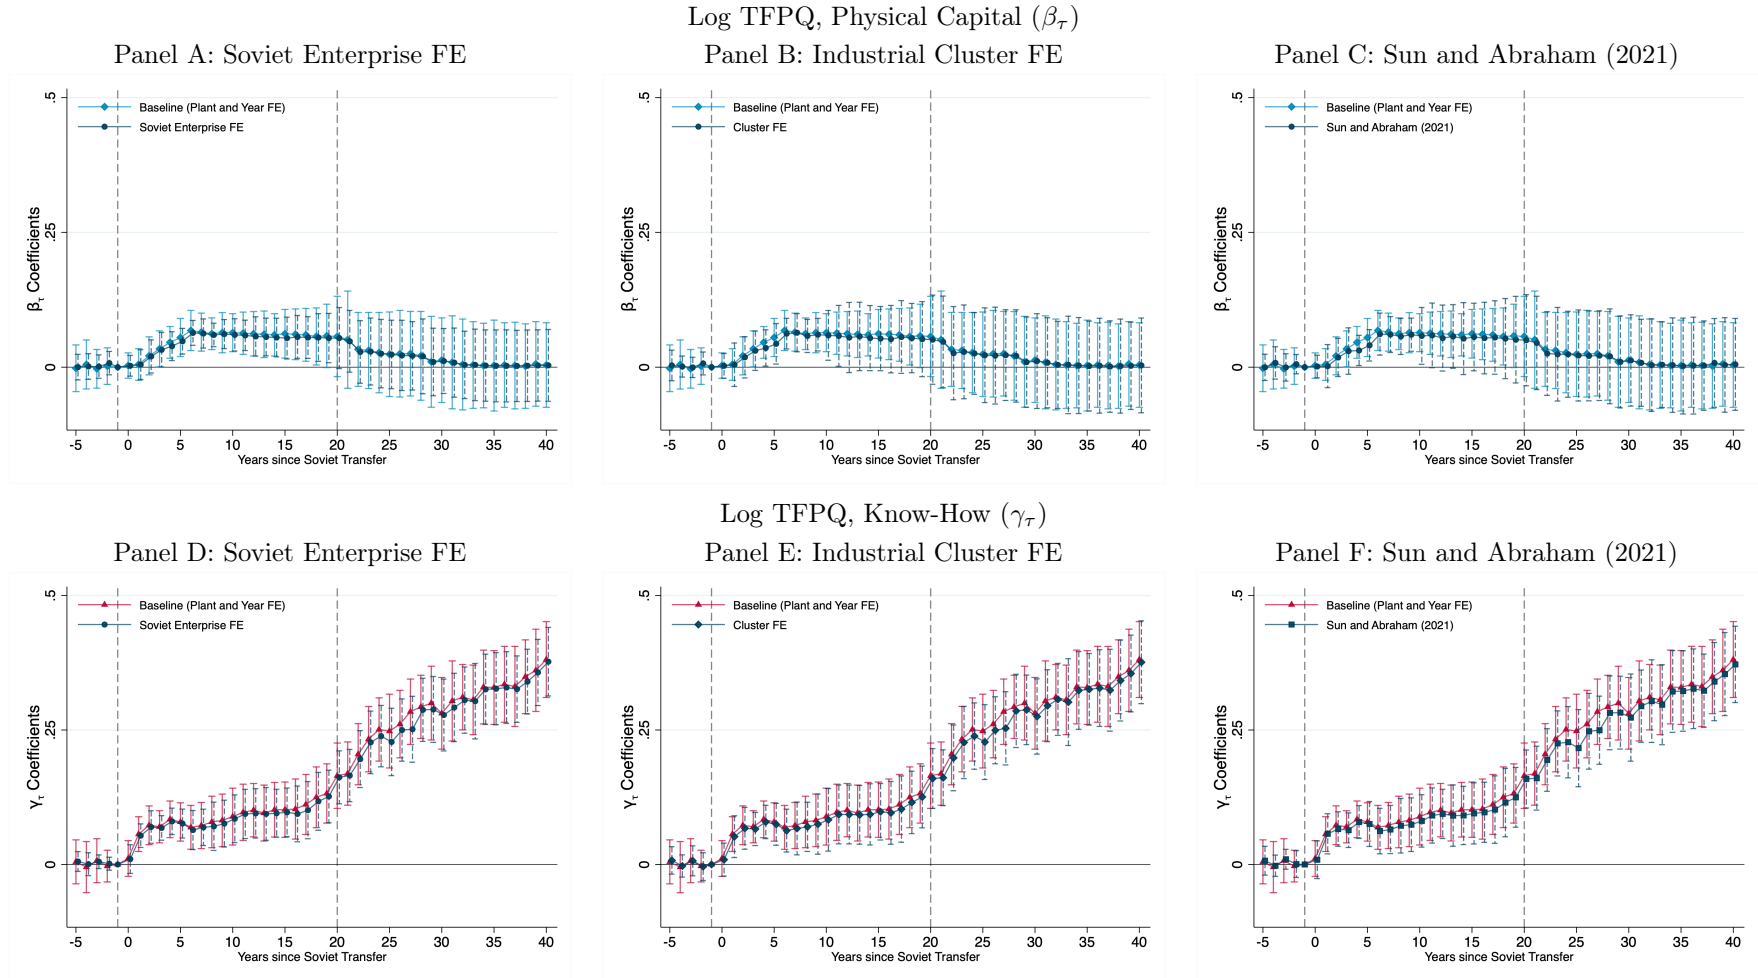 Log TFPQ, Physical Capital (βτ)
Panel A: Soviet Enterprise FE
Panel B: Industrial Cluster FE
Panel C: Sun and Abraham (2021)
β τ Coefficients
0 .25 .5
Baseline (Plant and Year FE)
Soviet Enterprise FE
-5 0 5 10 15 20 25 30 35 40
Years since Soviet Transfer
β τ Coefficients
0 .25 .5
Baseline (Plant and Year FE)
Cluster FE
-5 0 5 10 15 20 25 30 35 40
Years since Soviet Transfer
β τ Coefficients
0 .25 .5
Baseline (Plant and Year FE)
Sun and Abraham (2021)
-5 0 5 10 15 20 25 30 35 40
Years since Soviet Transfer
Log TFPQ, Know-How (γτ)
Panel D: Soviet Enterprise FE
Panel E: Industrial Cluster FE
Panel F: Sun and Abraham (2021)
γ τ Coefficients
0 .25 .5
Baseline (Plant and Year FE)
Soviet Enterprise FE
-5 0 5 10 15 20 25 30 35 40
Years since Soviet Transfer
γ τ Coefficients
0 .25 .5
Baseline (Plant and Year FE)
Cluster FE
-5 0 5 10 15 20 25 30 35 40
Years since Soviet Transfer
γ τ Coefficients
0 .25 .5
Baseline (Plant and Year FE)
Sun and Abraham (2021)
-5 0 5 10 15 20 25 30 35 40
Years since Soviet Transfer